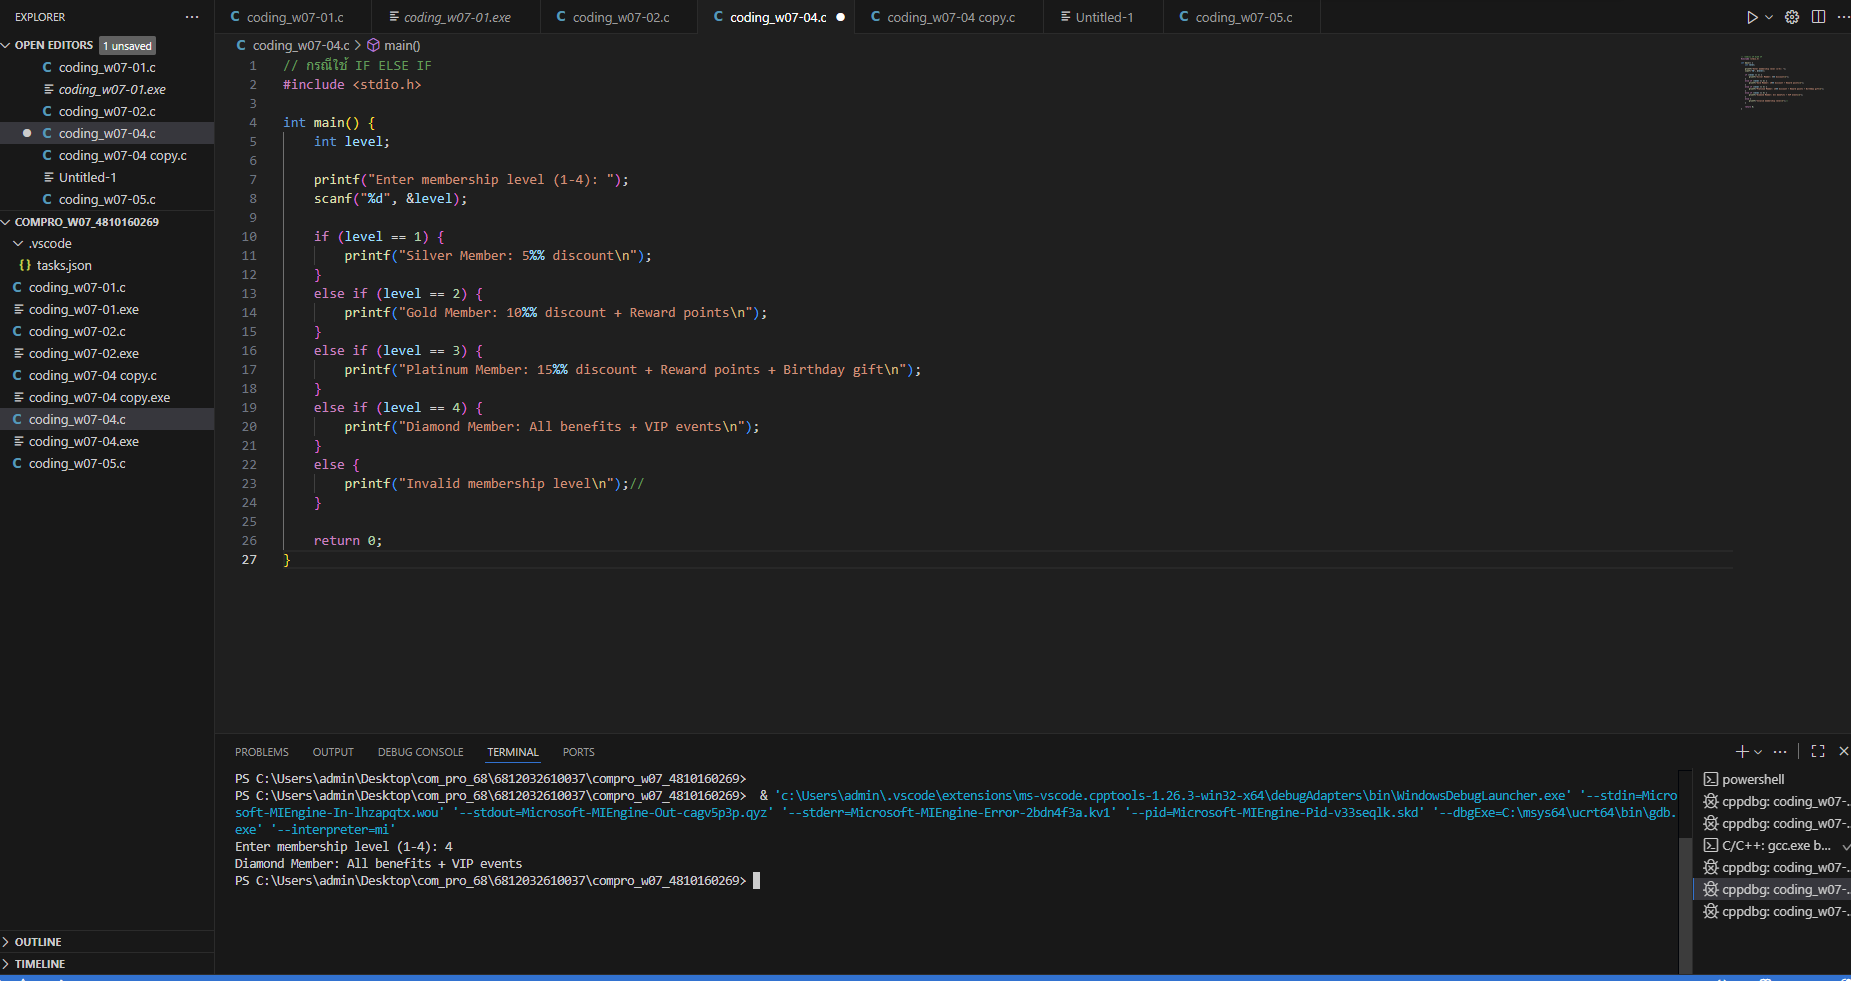 EXPLORER
OPEN EDITORS 1 unsaved
coding_w07-01.c
coding_w07-01.exe
coding_w07-02.c
coding_w07-04.c
coding_w07-04 copy.c
Untitled-1
coding_w07-05.c
COMPRO_W07_4810160269
.vscode
{} tasks.json
C coding_w07-01.c
coding_w07-01.exe
C coding_w07-02.c
coding_w07-02.exe
C coding_w07-04 copy.c
coding_w07-04 copy.exe
C coding_w07-04.c
coding_w07-04.exe
C coding_w07-05.c
OUTLINE
TIMELINE
C coding_w07-01.c coding_w07-01.exe C coding_w07-02.c C coding_w07-04.c C coding_w07-04 copy.c Untitled-1 C coding_w07-05.c
C coding_w07-04.c > main()
1 // กรณีใช้ IF ELSE IF
2 #include <stdio.h>
3
4 int main() {
5 int level;
6
7 printf("Enter membership level (1-4): ");
8 scanf("%d", &level);
9
10 if (level == 1) {
11 printf("Silver Member: 5%% discount\n");
12 }
13 else if (level == 2) {
14 printf("Gold Member: 10%% discount + Reward points\n");
15 }
16 else if (level == 3) {
17 printf("Platinum Member: 15%% discount + Reward points + Birthday gift\n");
18 }
19 else if (level == 4) {
20 printf("Diamond Member: All benefits + VIP events\n");
21 }
22 else {
23 printf("Invalid membership level\n");//
24 }
25
26 return 0;
27 }
PROBLEMS OUTPUT DEBUG CONSOLE TERMINAL PORTS
PS C:\Users\admin\Desktop\com_pro_68\6812032610037\compro_w07_4810160269>
PS C:\Users\admin\Desktop\com_pro_68\6812032610037\compro_w07_4810160269> & 'c:\Users\admin\.vscode\extensions\ms-vscode.cpptools-1.26.3-win32-x64\debugAdapters\bin\WindowsDebugLauncher.exe' '--stdin=Micro
soft-MIEngine-In-lhzapqtx.wou' '--stdout=Microsoft-MIEngine-Out-cagv5p3p.qyz' '--stderr=Microsoft-MIEngine-Error-2bdn4f3a.kv1' '--pid=Microsoft-MIEngine-Pid-v33seqlk.skd' '--dbgExe=C:\msys64\ucrt64\bin\gdb.
exe' '--interpreter=mi'
Enter membership level (1-4): 4
Diamond Member: All benefits + VIP events
PS C:\Users\admin\Desktop\com_pro_68\6812032610037\compro_w07_4810160269>
powershell
cppdbg: coding_w07-...
cppdbg: coding_w07-...
C/C++: gcc.exe b...
cppdbg: coding_w07-...
cppdbg: coding_w07-...
cppdbg: coding_w07-...